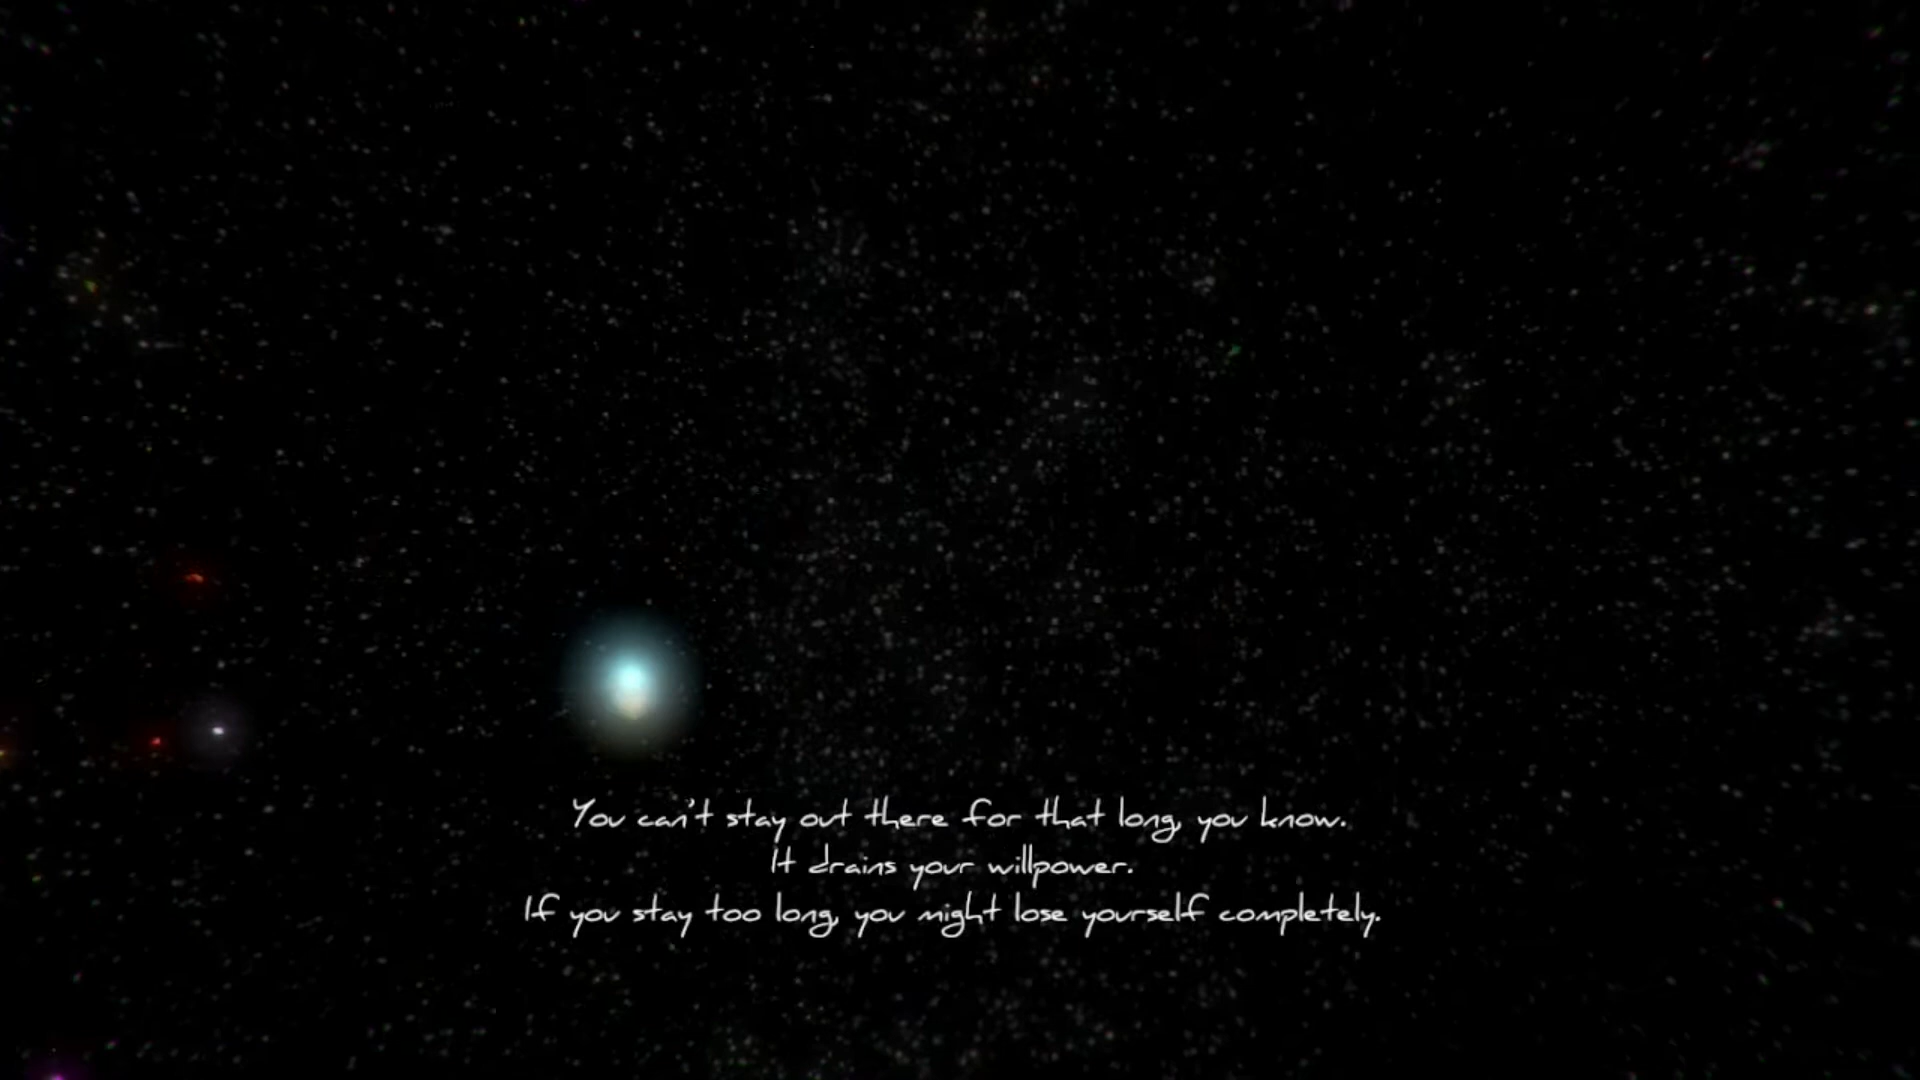 You can't stay out there for that long, you know.
It drains your willpower.
If you stay too long, you might lose yourself completely.